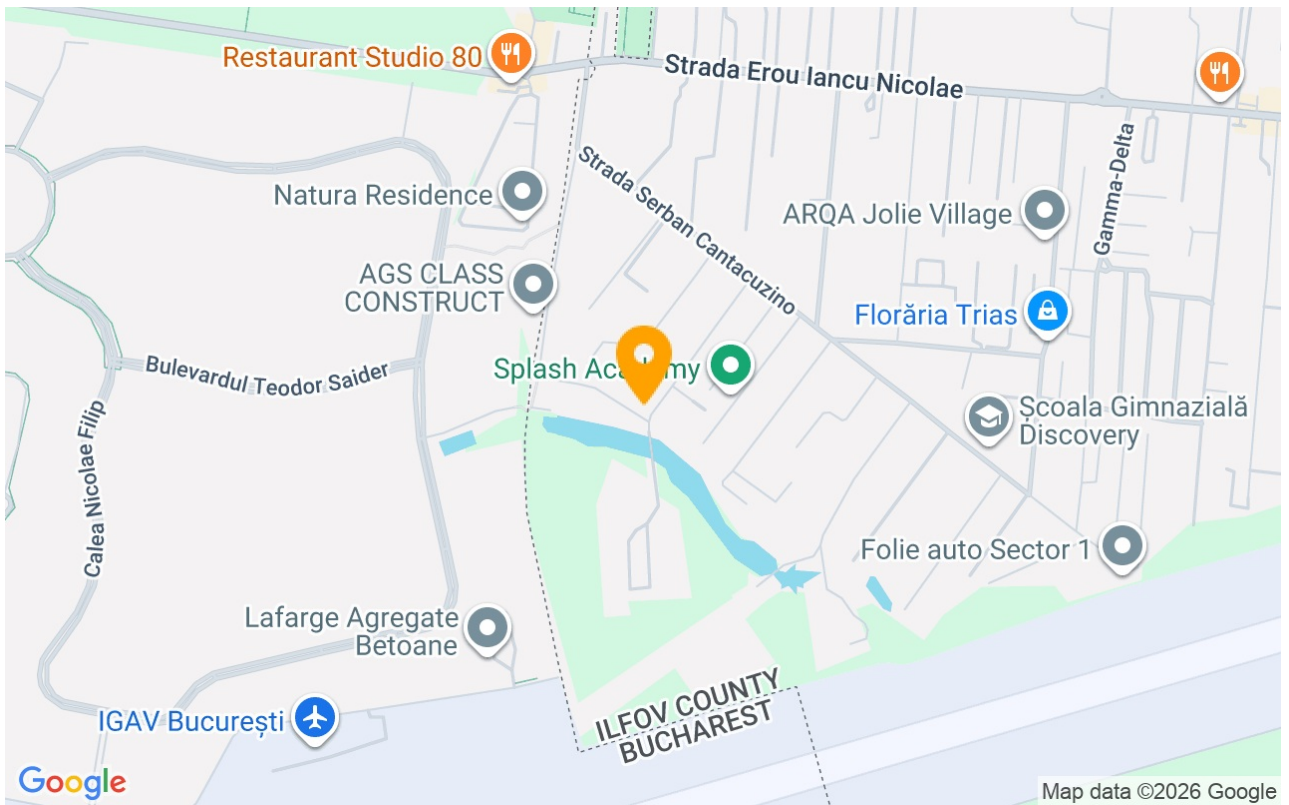 Restaurant Studio 80
Strada Erou Iancu Nicolae
Strada Serban Cantacuzino
Gamma-Delta
Natura Residence
ARQA Jolie Village
AGS CLASS
CONSTRUCT
Florăria Trias
Splash Academy
Bulevardul Teodor Saider
Școala Gimnazială
Discovery
Calea Nicolae Filip
Folie auto Sector 1
Lafarge Agregate
Betoane
ILFOV COUNTY
BUCHAREST
IGAV București
Google
Map data ©2026 Google